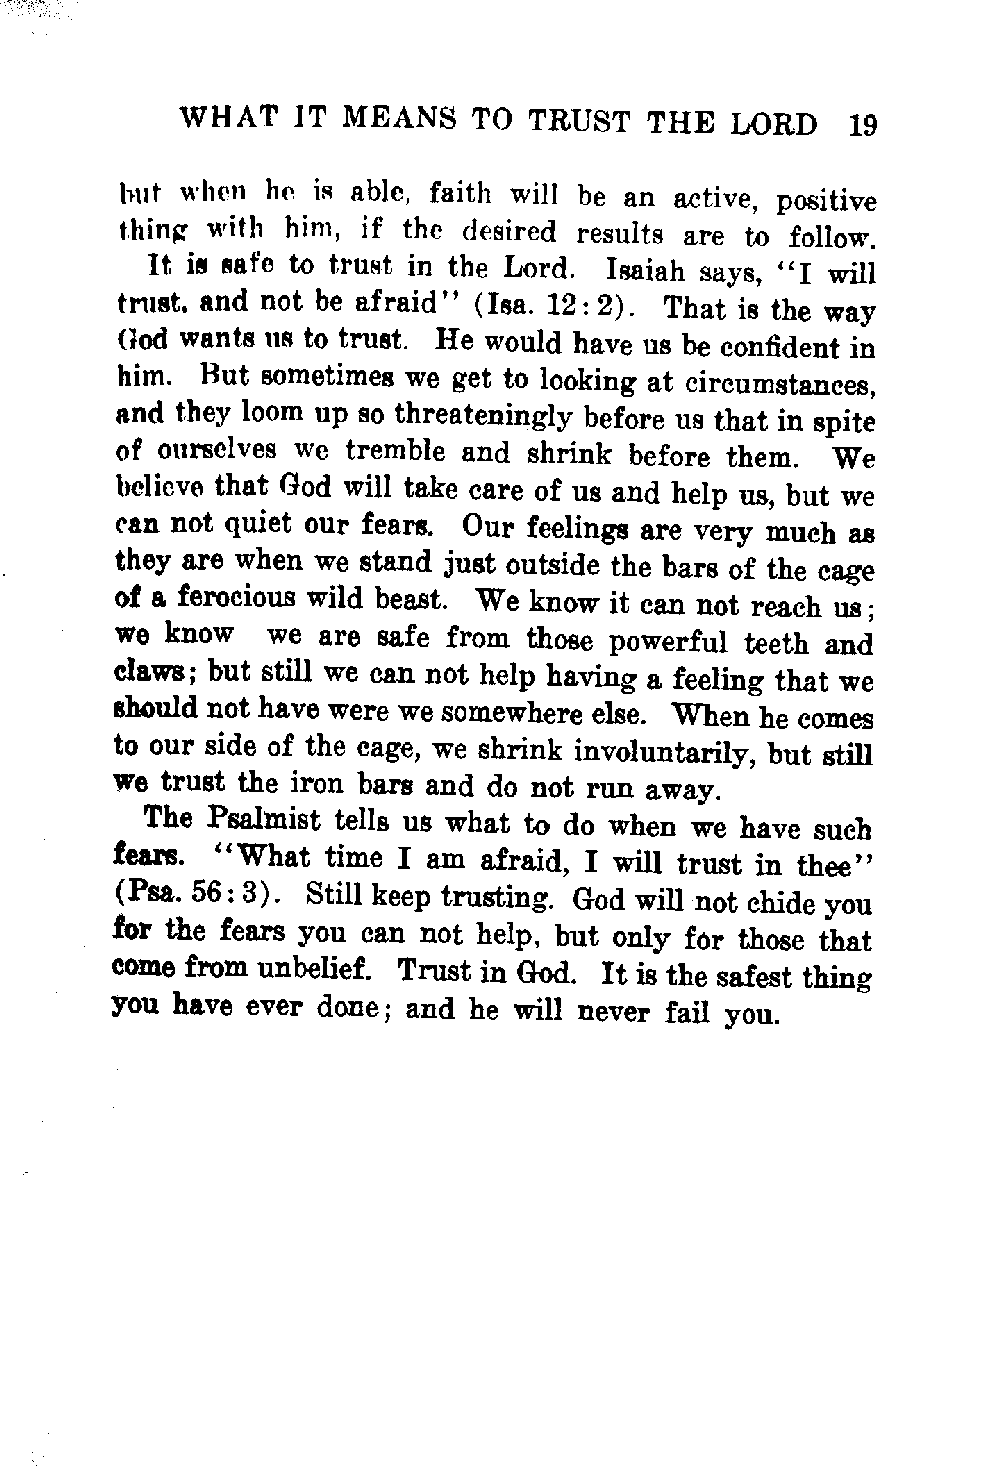 WHAT IT MEANS TO TRUST THE LORD 19
but when he is able, faith will be an active, positive
thing with him, if the desired results are to follow.
It is safe to trust in the Lord. Isaiah says, "I will
trust, and not be afraid" (Isa. 12:2). That is the way
God wants us to trust. He would have us be confident in
him. But sometimes we get to looking at circumstances,
and they loom up so threateningly before us that in spite
of ourselves we tremble and shrink before them. We
believe that God will take care of us and help us, but we
can not quiet our fears. Our feelings are very much as
they are when we stand just outside the bars of the cage
of a ferocious wild beast. We know it can not reach us;
we know we are safe from those powerful teeth and
claws; but still we can not help having a feeling that we
should not have were we somewhere else. When he comes
to our side of the cage, we shrink involuntarily, but still
we trust the iron bars and do not run away.
The Psalmist tells us what to do when we have such
fears. "What time I am afraid, I will trust in thee"
(Psa. 56:3). Still keep trusting. God will not chide you
for the fears you can not help, but only for those that
come from unbelief. Trust in God. It is the safest thing
you have ever done; and he will never fail you.